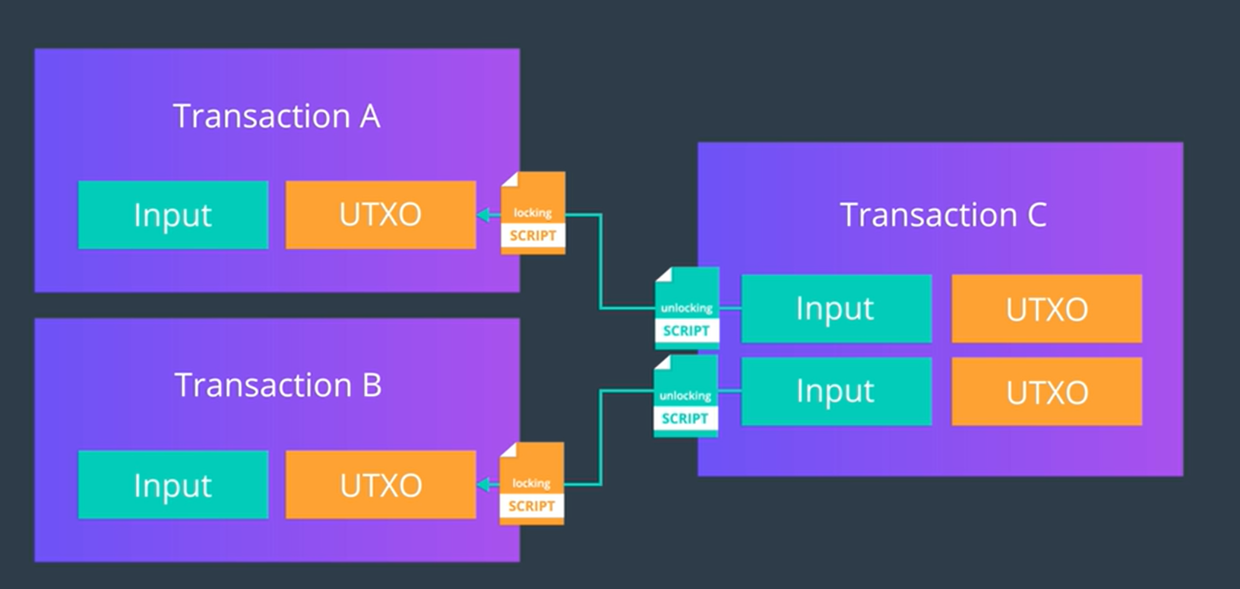 Transaction A
Input
UTXO
locking
SCRIPT
Transaction B
Input
UTXO
locking
SCRIPT
Transaction C
unlocking
SCRIPT
Input
UTXO
unlocking
SCRIPT
Input
UTXO